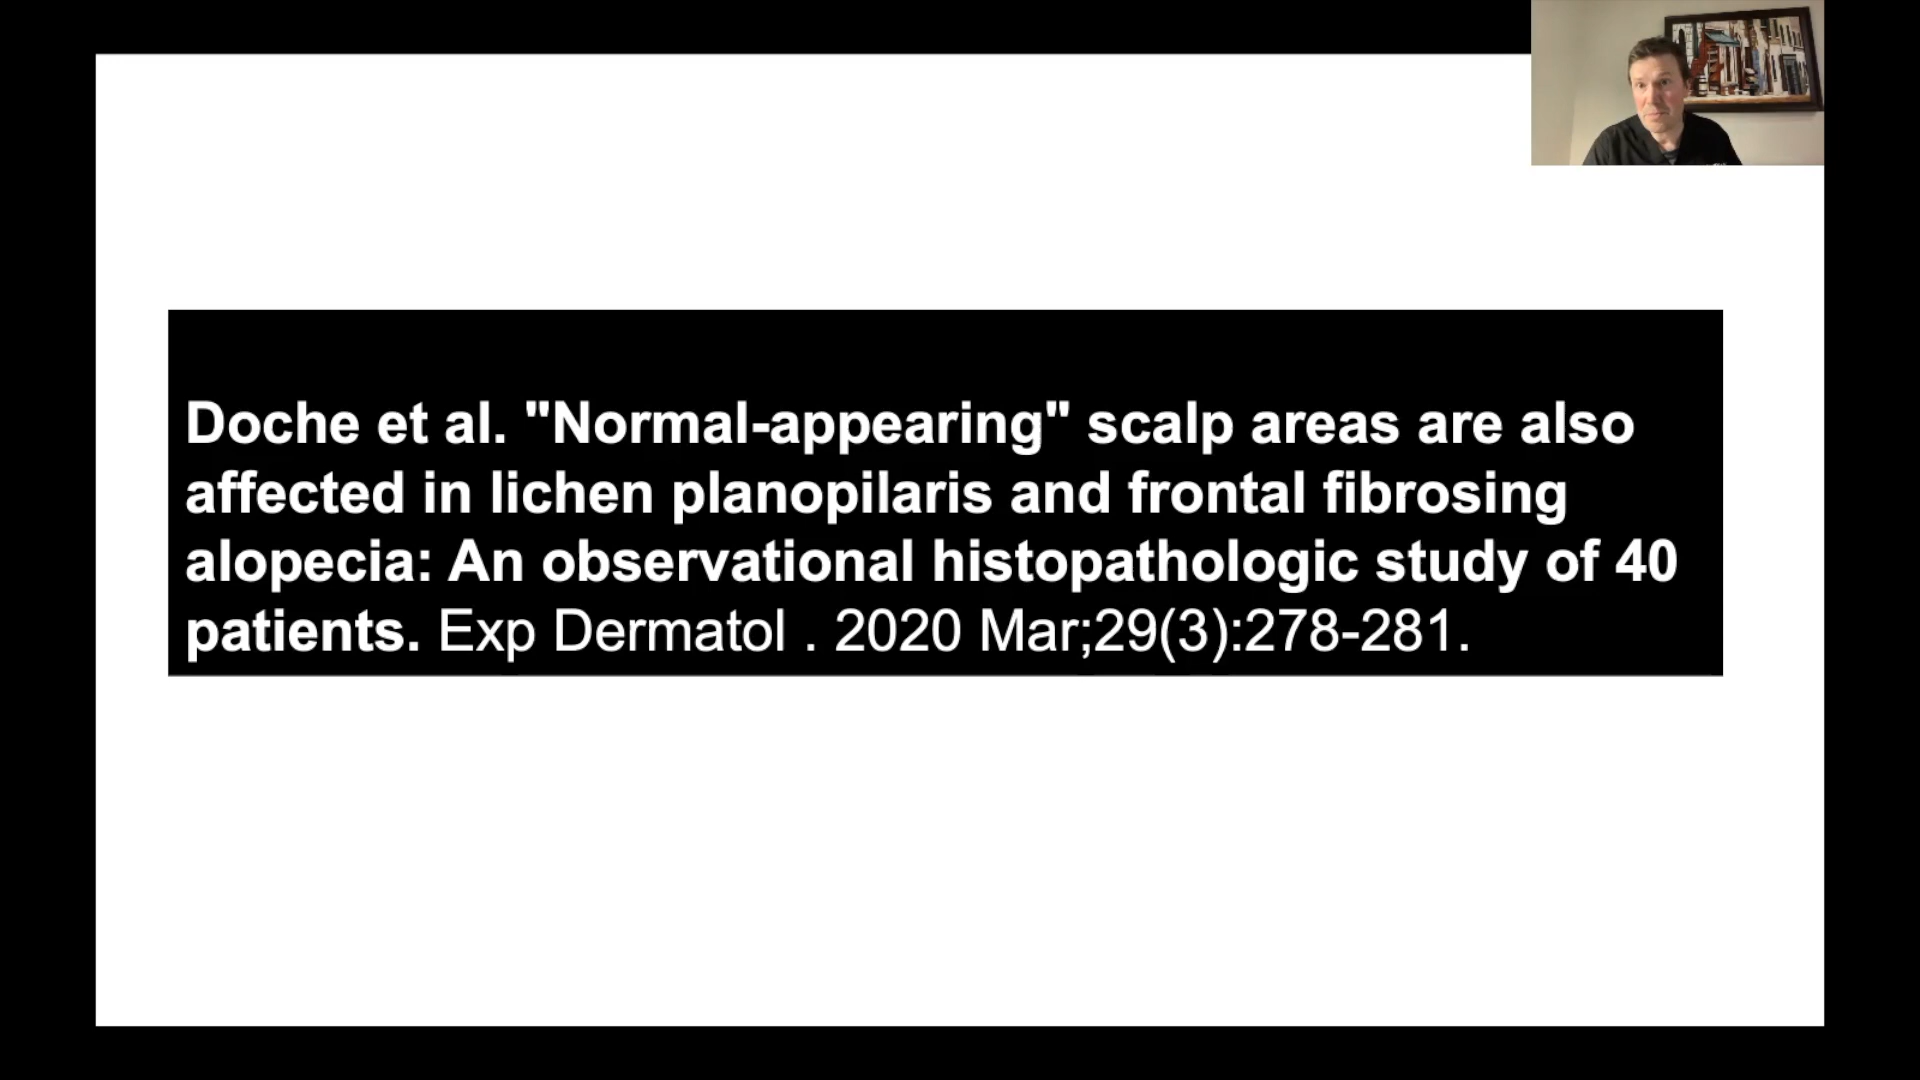 Doche et al. "Normal-appearing" scalp areas are also
affected in lichen planopilaris and frontal fibrosing
alopecia: An observational histopathologic study of 40
patients. Exp Dermatol . 2020 Mar;29(3):278-281.